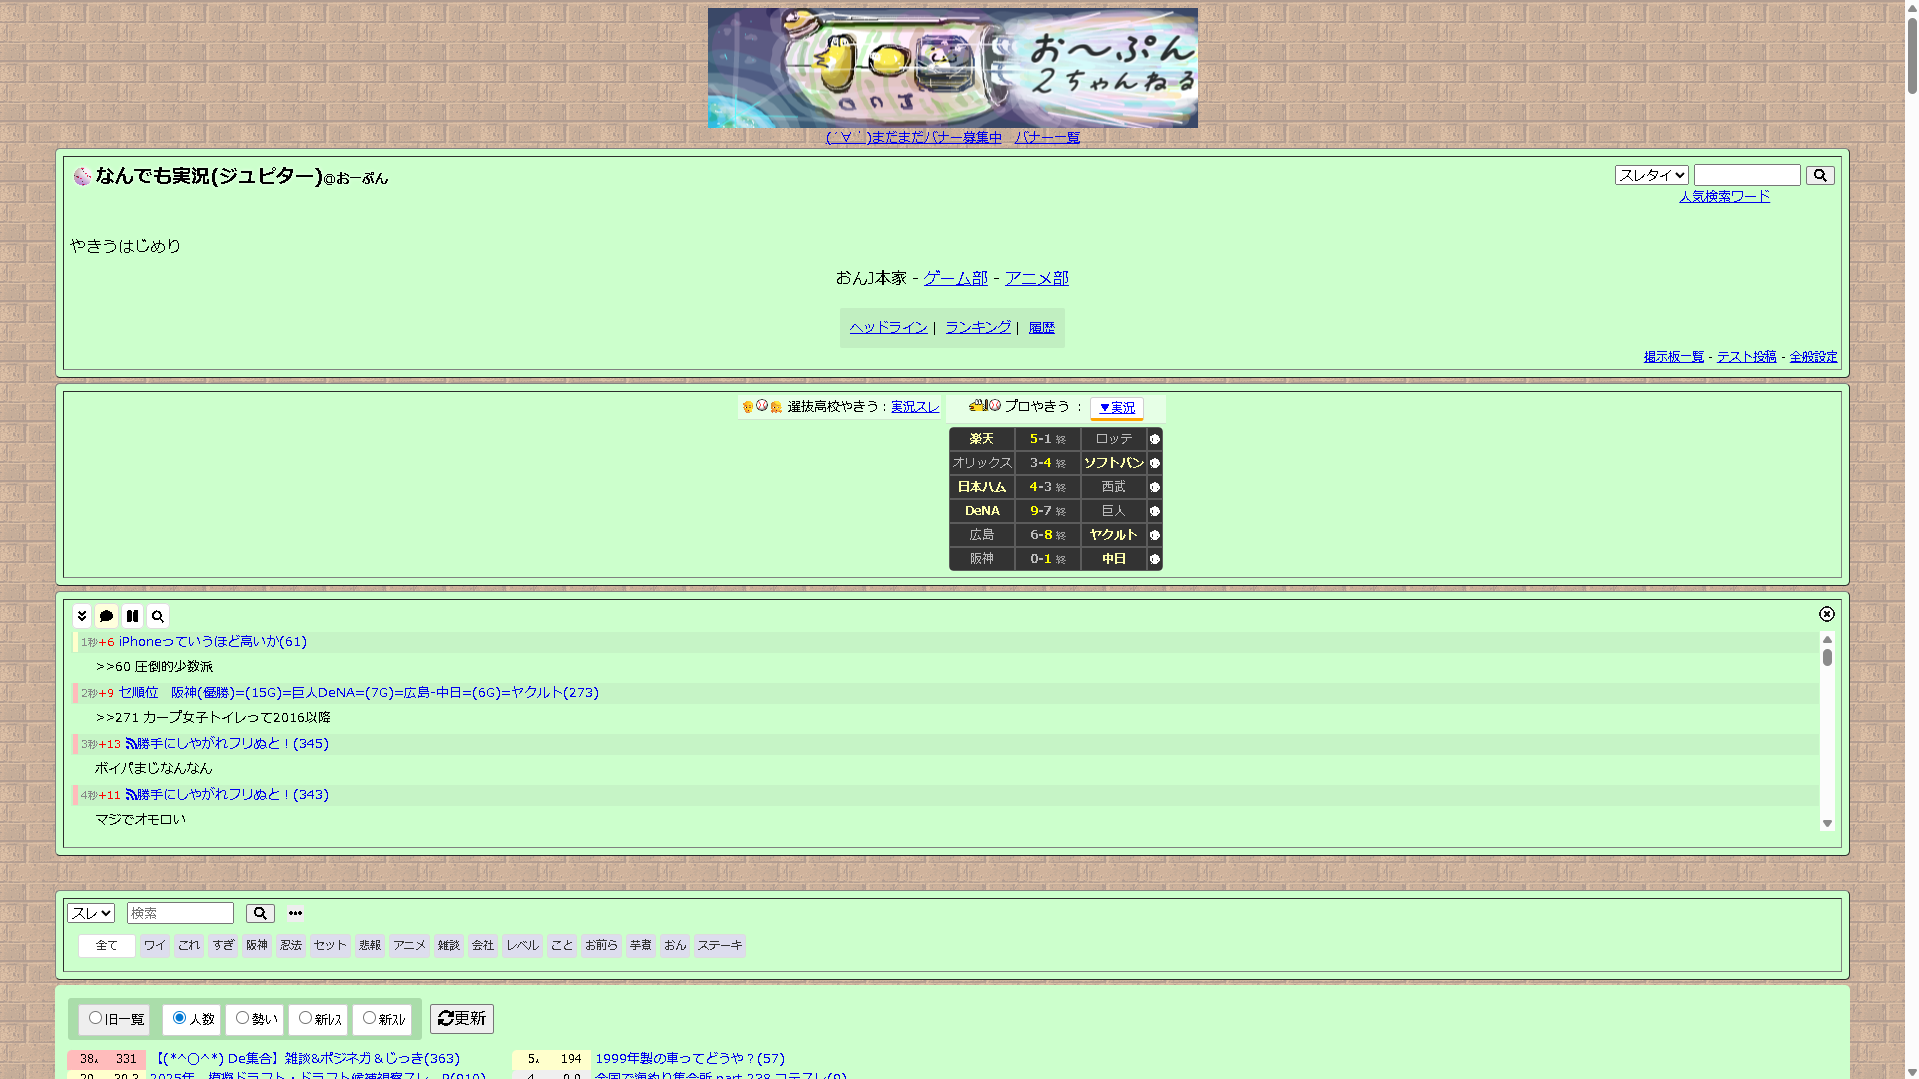 お〜ぷん
2ちゃんねる
おんJ
(´∀｀)まだまだバナー募集中 バナー一覧
なんでも実況(ジュピター)@おーぷん
スレタイ
人気検索ワード
やきうはじめり
おんJ本家 - ゲーム部 - アニメ部
ヘッドライン | ランキング | 履歴
掲示板一覧 - テスト投稿 - 全般設定
選抜高校やきう : 実況スレ プロやきう : ▼実況
楽天 5-1 終 ロッテ
オリックス 3-4 終 ソフトバン
日本ハム 4-3 終 西武
DeNA 9-7 終 巨人
広島 6-8 終 ヤクルト
阪神 0-1 終 中日
1秒+6 iPhoneっていうほど高いか(61)
>>60 圧倒的少数派
2秒+9 セ順位 阪神(優勝)=(15G)=巨人DeNA=(7G)=広島-中日=(6G)=ヤクルト(273)
>>271 カープ女子トイレって2016以降
3秒+13 勝手にしやがれフリぬと！(345)
ボイパまじなんなん
4秒+11 勝手にしやがれフリぬと！(343)
マジでオモロい
スレ 検索
全て ワイ これ すぎ 阪神 忍法 セット 悲報 アニメ 雑談 会社 レベル こと お前ら 芋煮 おん ステーキ
旧一覧 人数 勢い 新ﾚｽ 新ｽﾚ 更新
38人 331 【(*^○^*) De集合】雑談&ポジネガ＆じっき(363) 5人 194 1999年製の車ってどうや？(57)